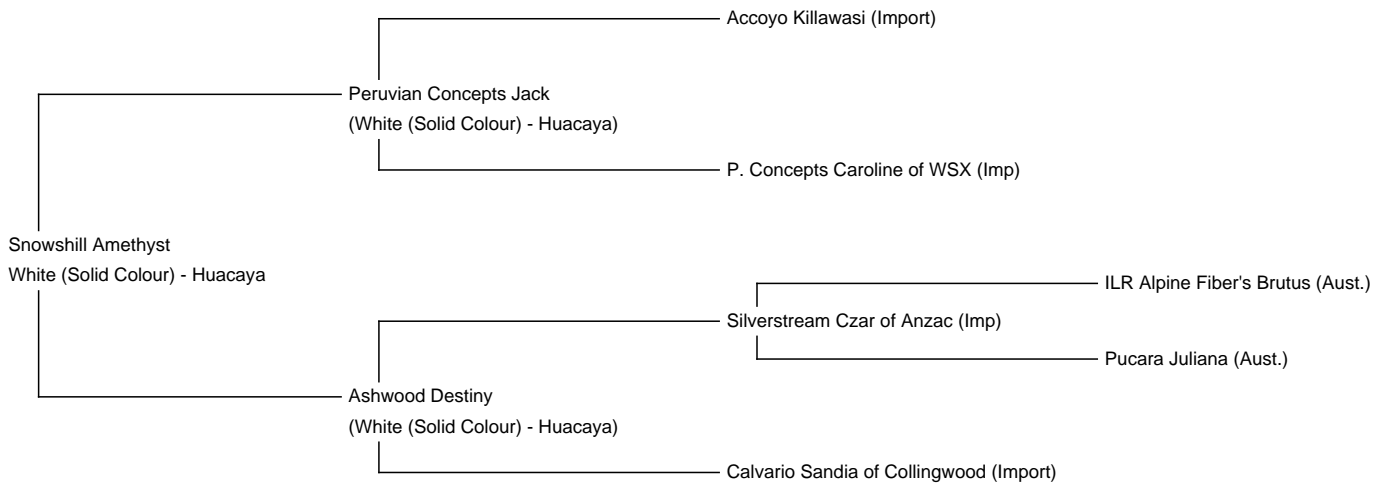 Accoyo Killawasi (Import)
Peruvian Concepts Jack
(White (Solid Colour) - Huacaya)
P. Concepts Caroline of WSX (Imp)
Snowshill Amethyst
White (Solid Colour) - Huacaya
ILR Alpine Fiber's Brutus (Aust.)
Silverstream Czar of Anzac (Imp)
Pucara Juliana (Aust.)
Ashwood Destiny
(White (Solid Colour) - Huacaya)
Calvario Sandia of Collingwood (Import)